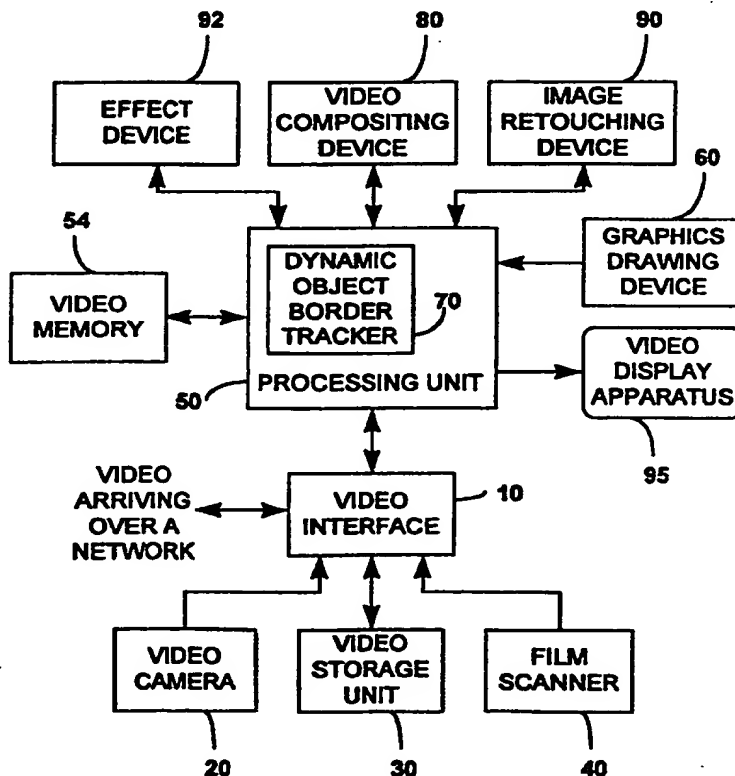 92
80
90
EFFECT
DEVICE
VIDEO
COMPOSITING
DEVICE
IMAGE
RETOUCHING
DEVICE
60
54
GRAPHICS
DRAWING
DEVICE
VIDEO
MEMORY
DYNAMIC
OBJECT
BORDER
TRACKER
70
50
PROCESSING UNIT
VIDEO
DISPLAY
APPARATUS
95
VIDEO
ARRIVING
OVER A
NETWORK
VIDEO
INTERFACE
10
VIDEO
CAMERA
VIDEO
STORAGE
UNIT
FILM
SCANNER
20
30
40